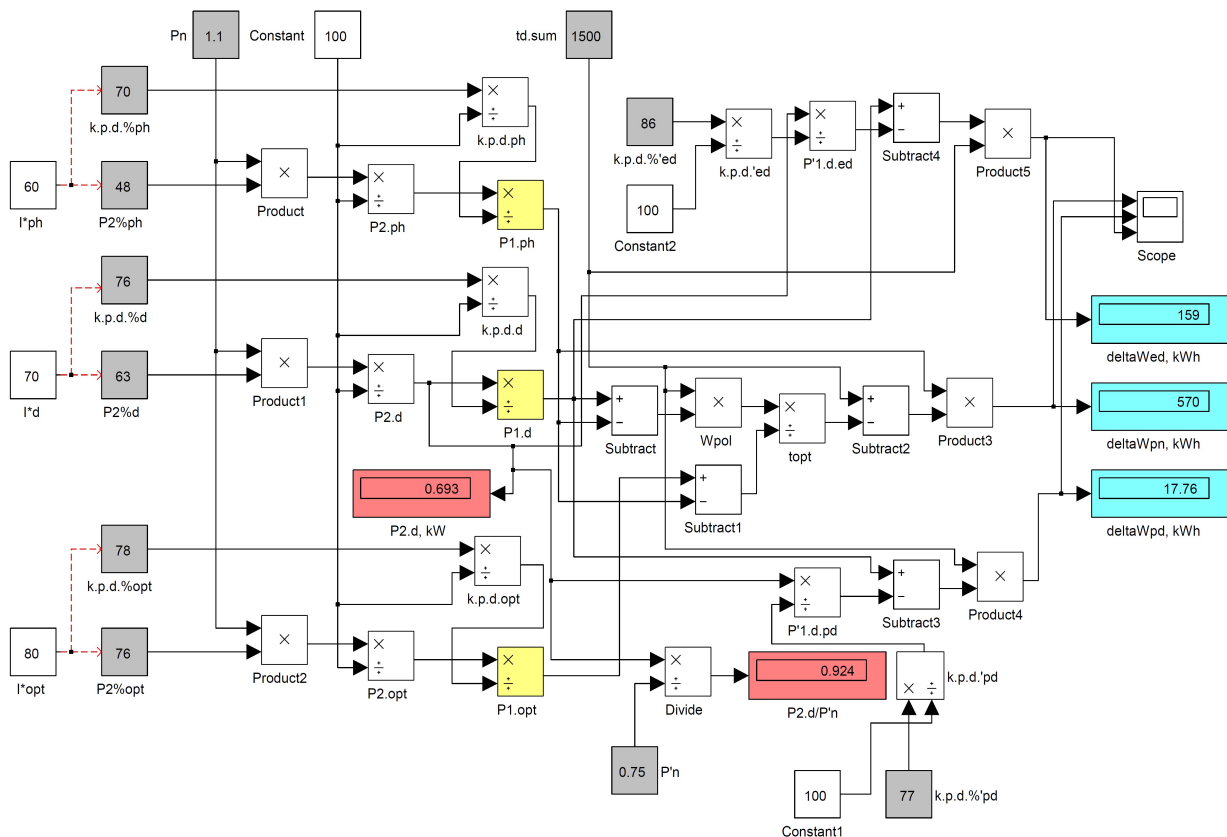 Pn 1.1 Constant 100 td.sum 1500
70
k.p.d.%ph
× ÷
k.p.d.ph
86
k.p.d.%'ed
× ÷
k.p.d.'ed
× ÷
P'1.d.ed
+ −
Subtract4
×
Product5
60
I*ph
48
P2%ph
×
Product
× ÷
P2.ph
× ÷
P1.ph
100
Constant2
Scope
76
k.p.d.%d
× ÷
k.p.d.d
159
deltaWed, kWh
70
I*d
63
P2%d
×
Product1
× ÷
P2.d
× ÷
P1.d
+ −
Subtract
×
Wpol
× ÷
topt
+ −
Subtract2
×
Product3
570
deltaWpn, kWh
0.693
P2.d, kW
+ −
Subtract1
17.76
deltaWpd, kWh
78
k.p.d.%opt
× ÷
k.p.d.opt
× ÷
P'1.d.pd
+ −
Subtract3
×
Product4
80
I*opt
76
P2%opt
×
Product2
× ÷
P2.opt
× ÷
P1.opt
× ÷
Divide
0.924
P2.d/P'n
× ÷
k.p.d.'pd
0.75
P'n
100
Constant1
77
k.p.d.%'pd